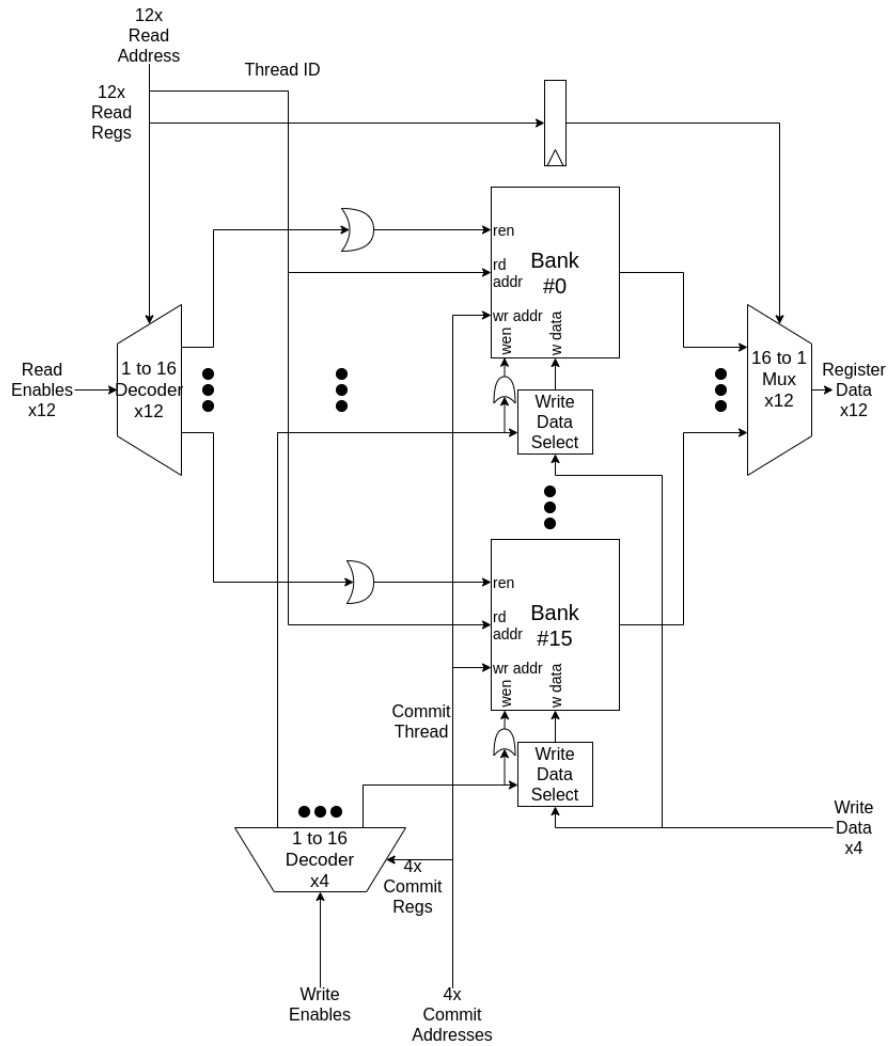 12x
Read
Address
Thread ID
12x
Read
Regs
ren
rd
addr
Bank
#0
wr addr
wen
w data
Read
Enables
x12
1 to 16
Decoder
x12
16 to 1
Mux
x12
Register
Data
x12
Write
Data
Select
ren
rd
addr
Bank
#15
wr addr
wen
w data
Commit
Thread
Write
Data
Select
Write
Data
x4
1 to 16
Decoder
x4
4x
Commit
Regs
Write
Enables
4x
Commit
Addresses